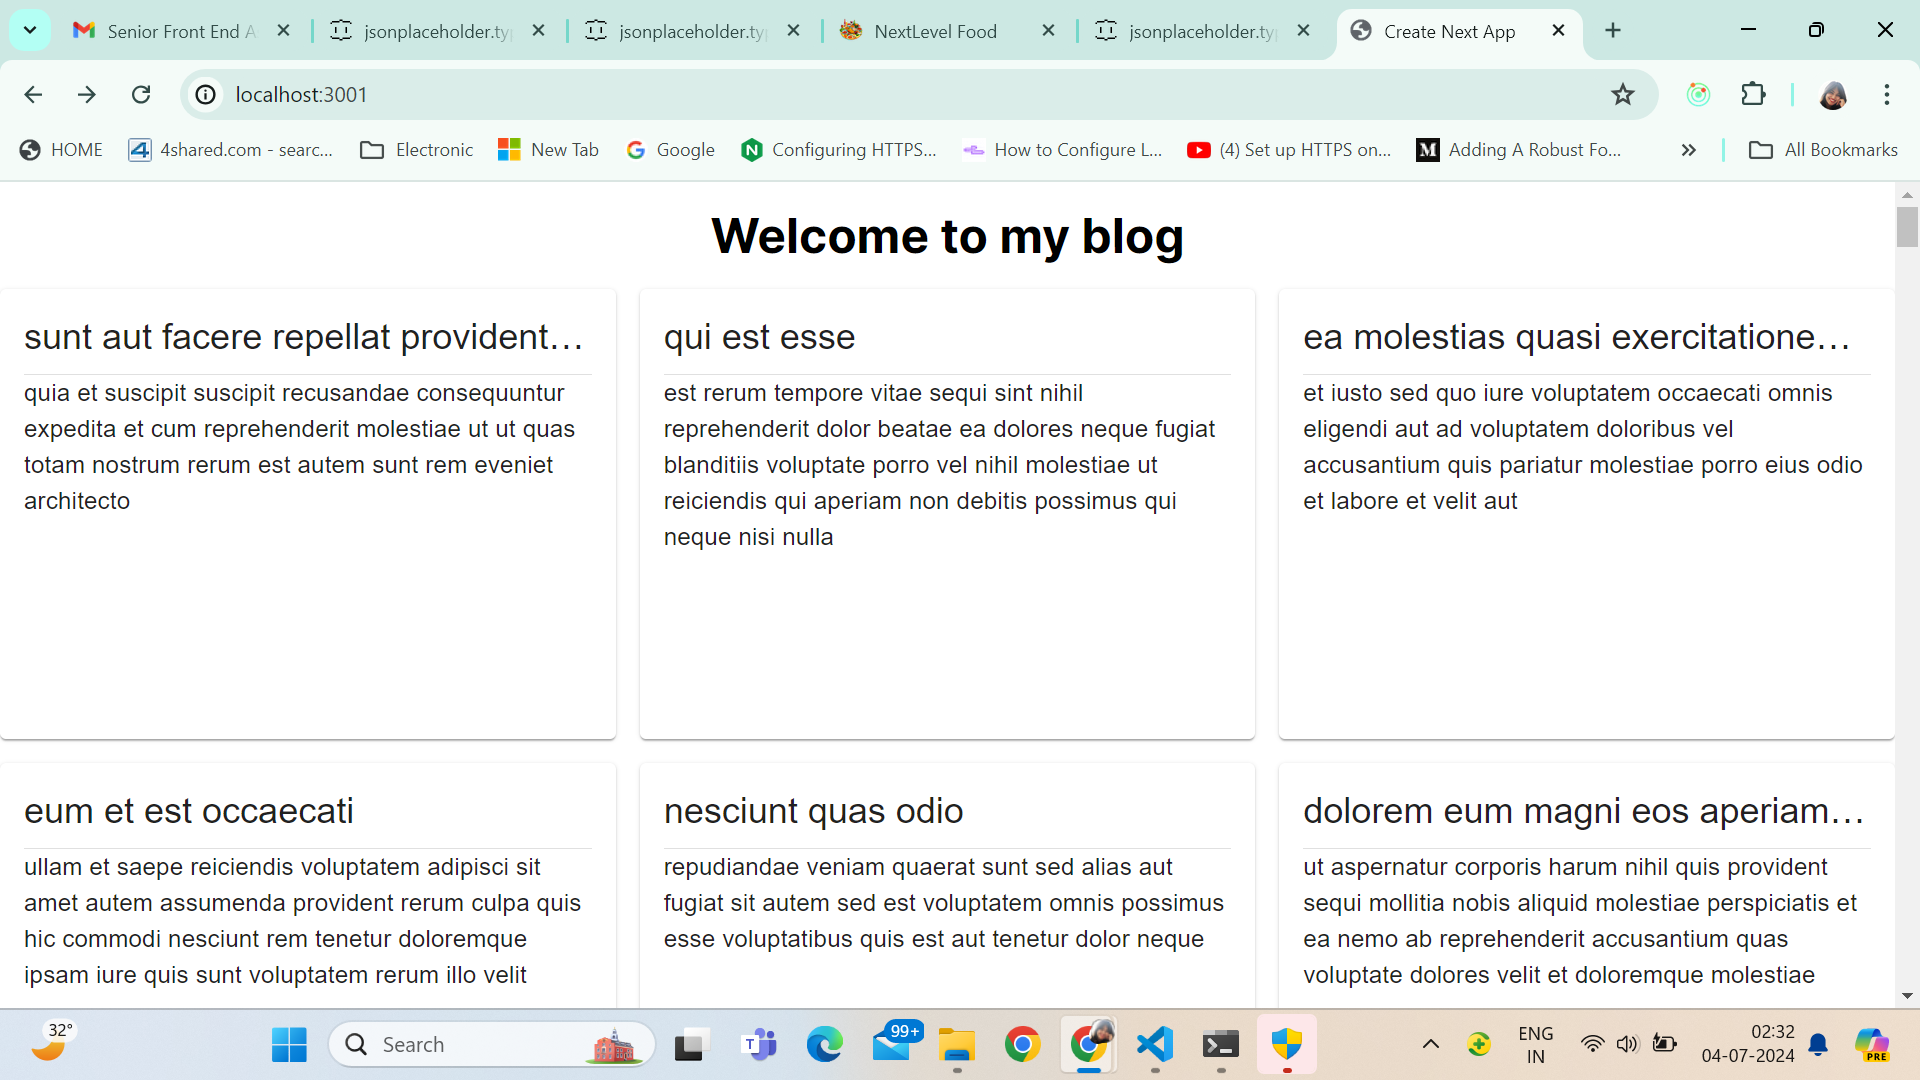 Senior Front End A
jsonplaceholder.ty
jsonplaceholder.ty
NextLevel Food
jsonplaceholder.ty
Create Next App
localhost:3001
HOME
4shared.com - searc...
Electronic
New Tab
Google
Configuring HTTPS...
How to Configure L...
(4) Set up HTTPS on...
Adding A Robust Fo...
All Bookmarks
Welcome to my blog
sunt aut facere repellat provident...
quia et suscipit suscipit recusandae consequuntur
expedita et cum reprehenderit molestiae ut ut quas
totam nostrum rerum est autem sunt rem eveniet
architecto
qui est esse
est rerum tempore vitae sequi sint nihil
reprehenderit dolor beatae ea dolores neque fugiat
blanditiis voluptate porro vel nihil molestiae ut
reiciendis qui aperiam non debitis possimus qui
neque nisi nulla
ea molestias quasi exercitatione...
et iusto sed quo iure voluptatem occaecati omnis
eligendi aut ad voluptatem doloribus vel
accusantium quis pariatur molestiae porro eius odio
et labore et velit aut
eum et est occaecati
ullam et saepe reiciendis voluptatem adipisci sit
amet autem assumenda provident rerum culpa quis
hic commodi nesciunt rem tenetur doloremque
ipsam iure quis sunt voluptatem rerum illo velit
nesciunt quas odio
repudiandae veniam quaerat sunt sed alias aut
fugiat sit autem sed est voluptatem omnis possimus
esse voluptatibus quis est aut tenetur dolor neque
dolorem eum magni eos aperiam...
ut aspernatur corporis harum nihil quis provident
sequi mollitia nobis aliquid molestiae perspiciatis et
ea nemo ab reprehenderit accusantium quas
voluptate dolores velit et doloremque molestiae
32°
Search
99+
ENG
IN
02:32
04-07-2024
PRE